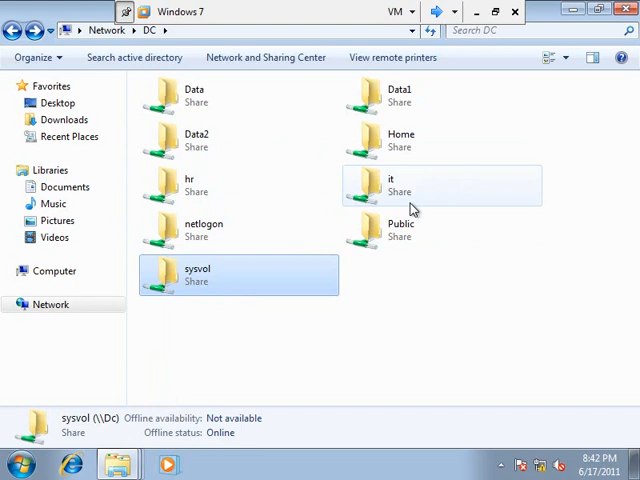 Windows 7
VM
Network
DC
Search DC
Organize
Search active directory
Network and Sharing Center
View remote printers
Favorites
Desktop
Downloads
Recent Places
Libraries
Documents
Music
Pictures
Videos
Computer
Network
Data
Share
Data1
Share
Data2
Share
Home
Share
hr
Share
it
Share
netlogon
Share
Public
Share
sysvol
Share
sysvol (\\Dc) Offline availability: Not available
Share Offline status: Online
8:42 PM
6/17/2011